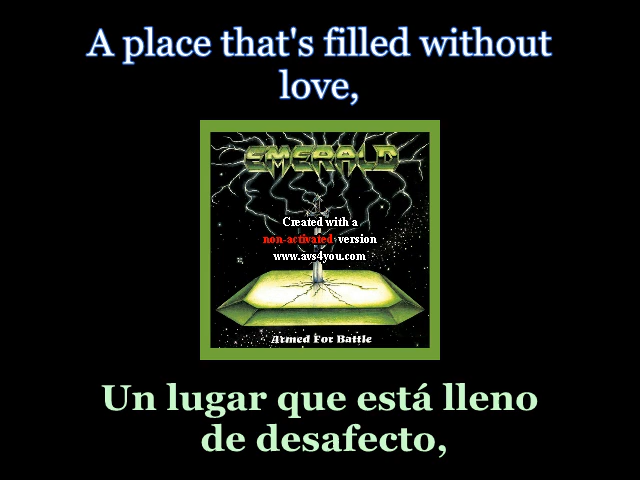 A place that's filled without
love,
EMERALD
Created with a
non-activated version
www.avs4you.com
Armed For Battle
Un lugar que está lleno
de desafecto,